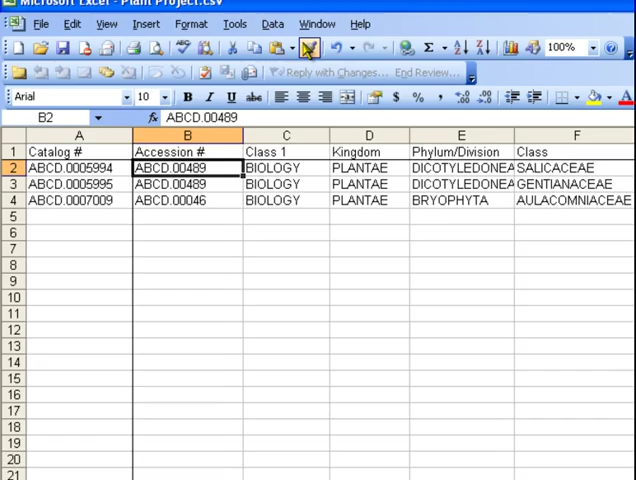 Microsoft Excel - Plant Project.csv
File Edit View Insert Format Tools Data Window Help
Σ 100%
Reply with Changes... End Review...
Arial 10 B I U $ % ,
B2 fx ABCD.00489
A B C D E F
1 Catalog # Accession # Class 1 Kingdom Phylum/Division Class
2 ABCD.0005994 ABCD.00489 BIOLOGY PLANTAE DICOTYLEDONEA SALICACEAE
3 ABCD.0005995 ABCD.00489 BIOLOGY PLANTAE DICOTYLEDONEA GENTIANACEAE
4 ABCD.0007009 ABCD.00046 BIOLOGY PLANTAE BRYOPHYTA AULACOMNIACEAE
5
6
7
8
9
10
11
12
13
14
15
16
17
18
19
20
21